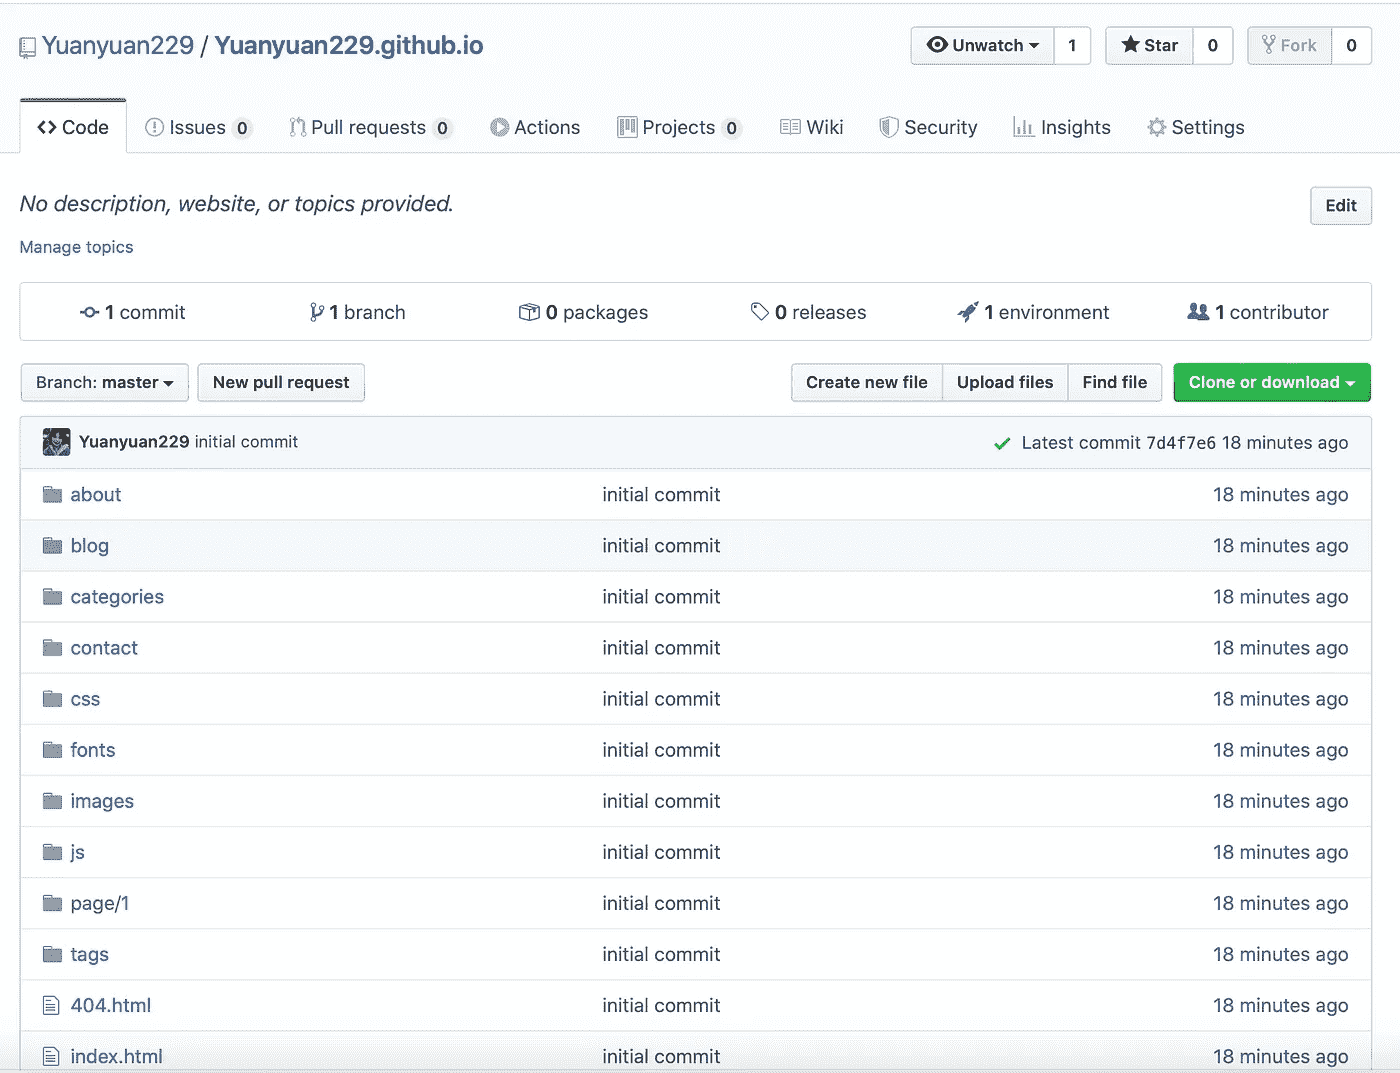 Yuanyuan229 / Yuanyuan229.github.io Unwatch 1 Star 0 Fork 0
Code Issues 0 Pull requests 0 Actions Projects 0 Wiki Security Insights Settings
No description, website, or topics provided. Edit
Manage topics
1 commit 1 branch 0 packages 0 releases 1 environment 1 contributor
Branch: master New pull request Create new file Upload files Find file Clone or download
Yuanyuan229 initial commit Latest commit 7d4f7e6 18 minutes ago
about initial commit 18 minutes ago
blog initial commit 18 minutes ago
categories initial commit 18 minutes ago
contact initial commit 18 minutes ago
css initial commit 18 minutes ago
fonts initial commit 18 minutes ago
images initial commit 18 minutes ago
js initial commit 18 minutes ago
page/1 initial commit 18 minutes ago
tags initial commit 18 minutes ago
404.html initial commit 18 minutes ago
index.html initial commit 18 minutes ago